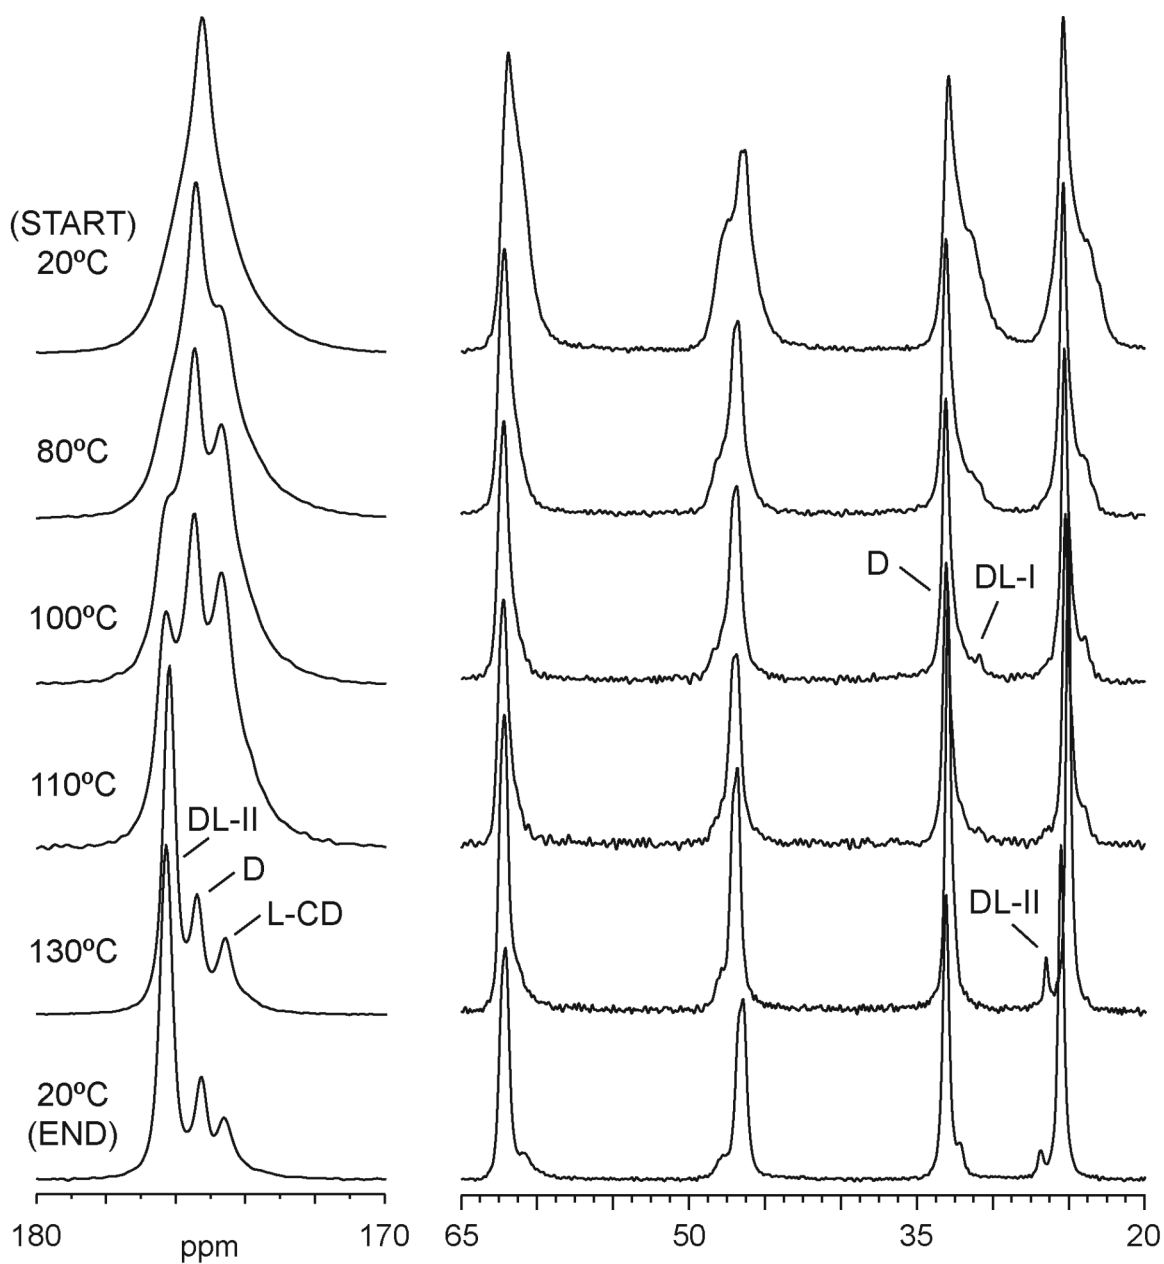 (START)
20ºC
80ºC
100ºC
D
DL-I
110ºC
DL-II
D
L-CD
130ºC
DL-II
20ºC
(END)
180 ppm 170
65 50 35 20